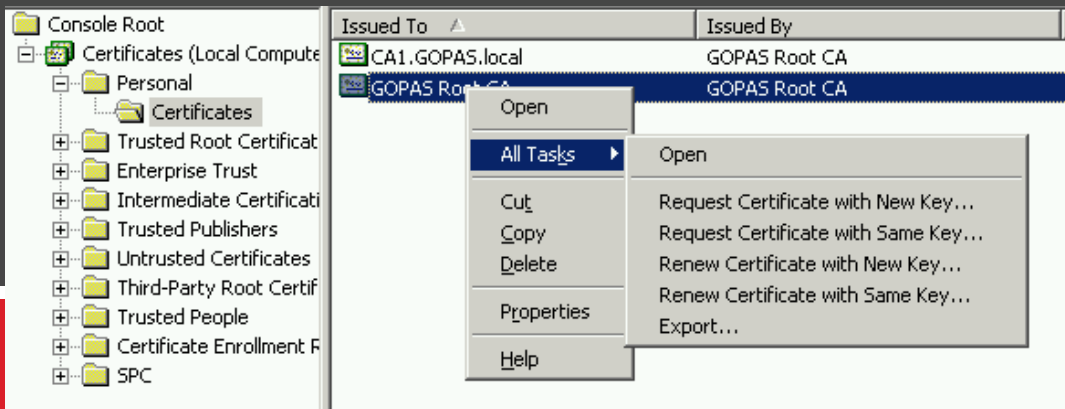 Console Root
Certificates (Local Compute
Personal
Certificates
Trusted Root Certificat
Enterprise Trust
Intermediate Certificati
Trusted Publishers
Untrusted Certificates
Third-Party Root Certif
Trusted People
Certificate Enrollment R
SPC
Issued To Issued By
CA1.GOPAS.local GOPAS Root CA
GOPAS Root CA GOPAS Root CA
Open
All Tasks
Cut
Copy
Delete
Properties
Help
Open
Request Certificate with New Key...
Request Certificate with Same Key...
Renew Certificate with New Key...
Renew Certificate with Same Key...
Export...